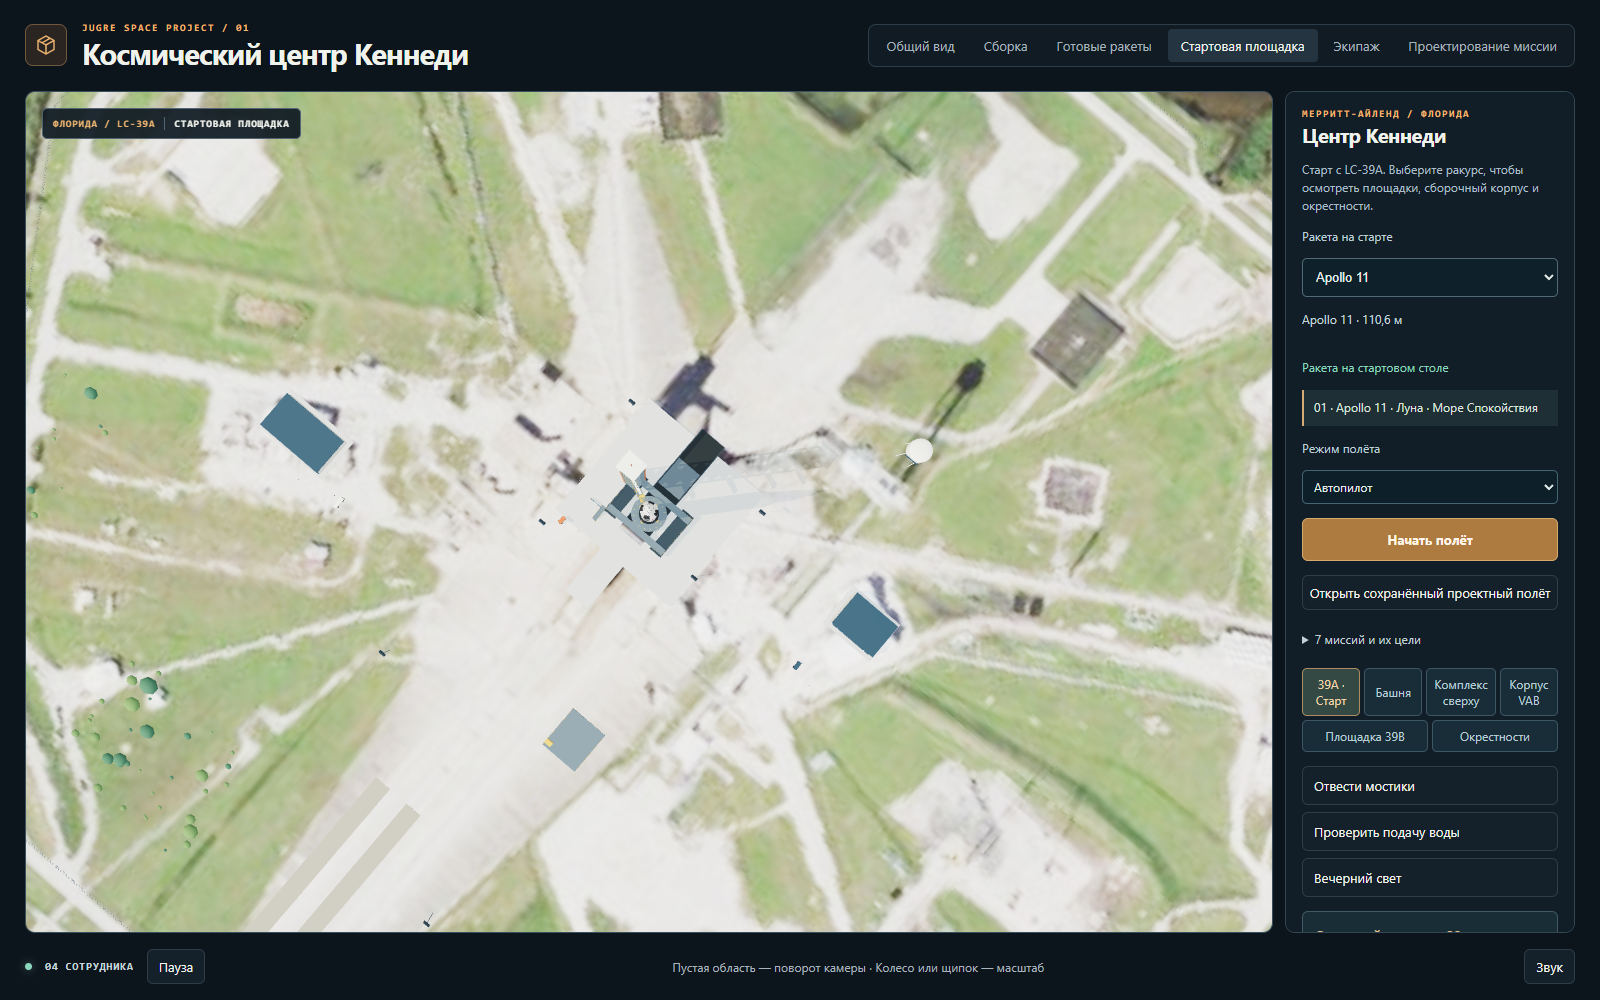 JUGRE SPACE PROJECT / 01
Космический центр Кеннеди
Общий вид
Сборка
Готовые ракеты
Стартовая площадка
Экипаж
Проектирование миссии
ФЛОРИДА / LC-39A | СТАРТОВАЯ ПЛОЩАДКА
МЕРРИТТ-АЙЛЕНД / ФЛОРИДА
Центр Кеннеди
Старт с LC-39A. Выберите ракурс, чтобы
осмотреть площадки, сборочный корпус и
окрестности.
Ракета на старте
Apollo 11
Apollo 11 · 110,6 м
Ракета на стартовом столе
01 · Apollo 11 · Луна · Море Спокойствия
Режим полёта
Автопилот
Начать полёт
Открыть сохранённый проектный полёт
7 миссий и их цели
39A ·
Старт
Башня
Комплекс
сверху
Корпус
VAB
Площадка 39B
Окрестности
Отвести мостики
Проверить подачу воды
Вечерний свет
04 СОТРУДНИКА
Пауза
Пустая область — поворот камеры · Колесо или щипок — масштаб
Звук